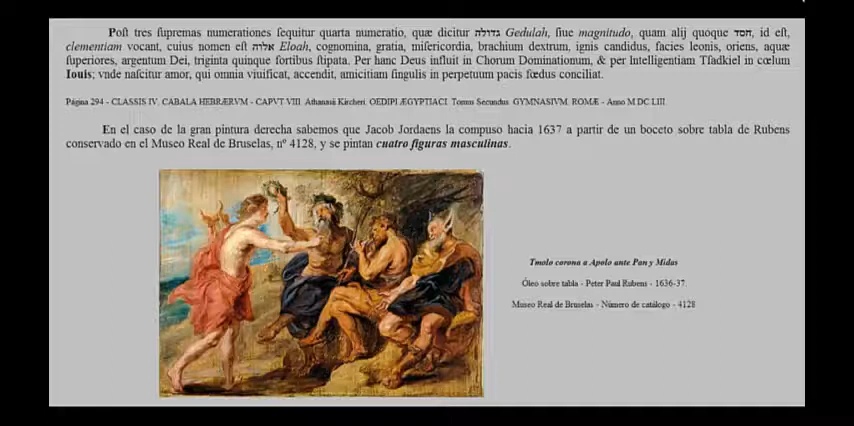 Poſt tres ſupremas numerationes ſequitur quarta numeratio, quæ dicitur גדולה Gedulah, ſiue magnitudo, quam alij quoque חסד, id eſt,
clementiam vocant, cuius nomen eſt אלוה Eloah, cognomina, gratia, miſericordia, brachium dextrum, ignis candidus, facies leonis, oriens, aquæ
ſuperiores, argentum Dei, triginta quinque fortibus ſtipata. Per hanc Deus influit in Chorum Dominationum, & per Intelligentiam Tſadkiel in cœlum
Iouis; vnde naſcitur amor, qui omnia viuificat, accendit, amicitiam ſingulis in perpetuum pacis fœdus conciliat.
Página 294 - CLASSIS IV. CABALA HEBRÆRVM - CAPVT VIII. Athanasii Kircheri. OEDIPI ÆGYPTIACI. Tomus Secundus. GYMNASIVM. ROMÆ - Anno M DC LIII.
En el caso de la gran pintura derecha sabemos que Jacob Jordaens la compuso hacia 1637 a partir de un boceto sobre tabla de Rubens
conservado en el Museo Real de Bruselas, nº 4128, y se pintan cuatro figuras masculinas.
Tmolo corona a Apolo ante Pan y Midas
Óleo sobre tabla - Peter Paul Rubens - 1636-37.
Museo Real de Bruselas - Número de catálogo - 4128